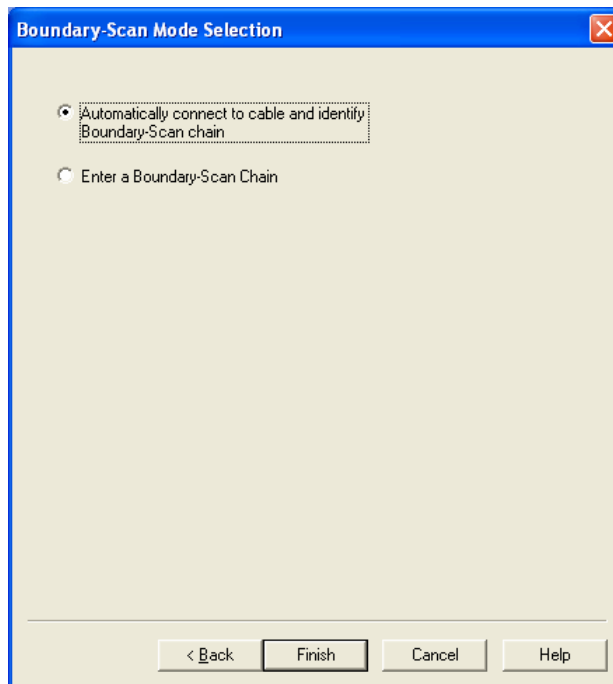 Boundary-Scan Mode Selection
Automatically connect to cable and identify
Boundary-Scan chain
Enter a Boundary-Scan Chain
< Back
Finish
Cancel
Help